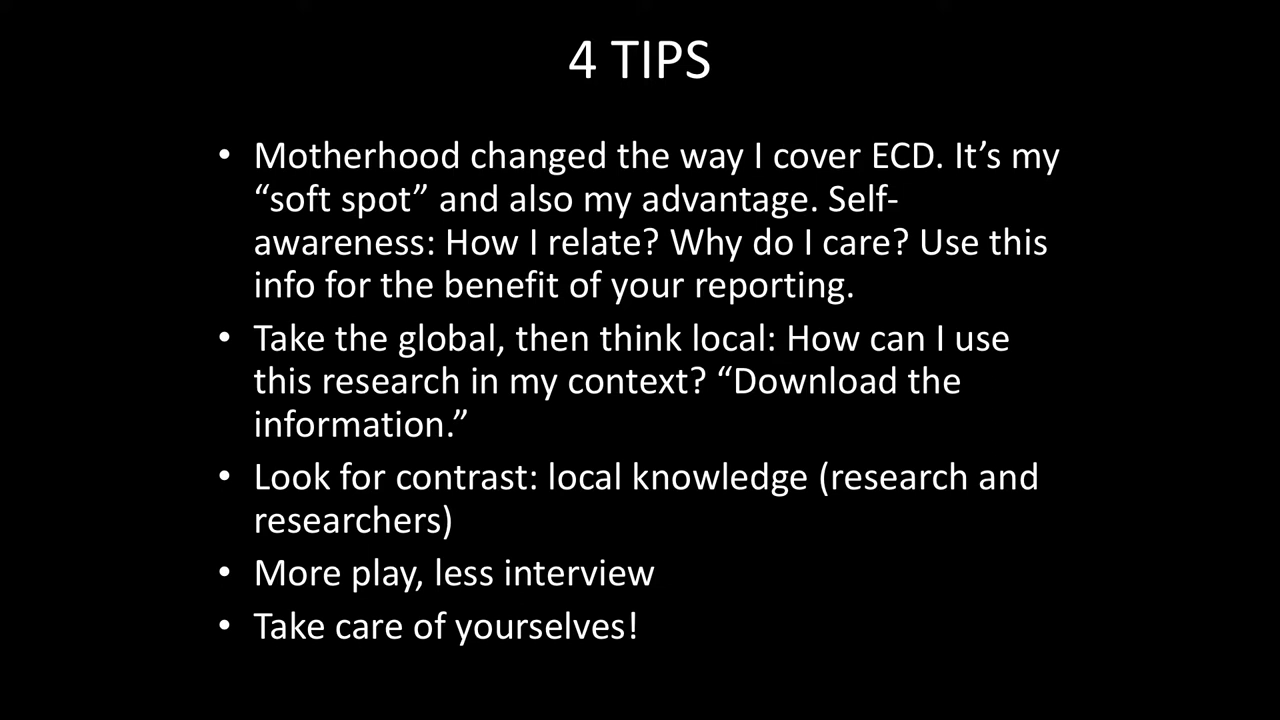 4 TIPS
• Motherhood changed the way I cover ECD. It’s my
“soft spot” and also my advantage. Self-
awareness: How I relate? Why do I care? Use this
info for the benefit of your reporting.
• Take the global, then think local: How can I use
this research in my context? “Download the
information.”
• Look for contrast: local knowledge (research and
researchers)
• More play, less interview
• Take care of yourselves!